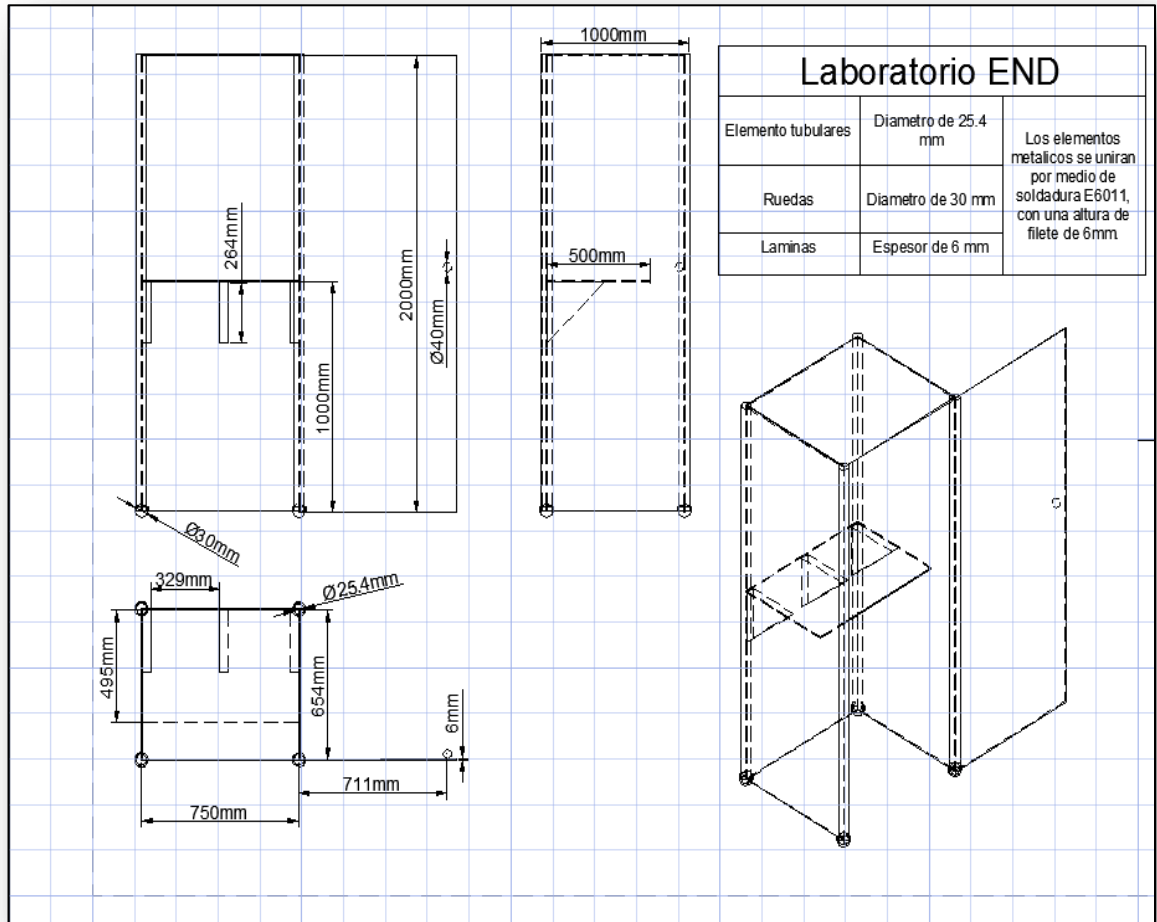 1000mm
Laboratorio END
Elemento tubulares
Diametro de 25.4
mm
Ruedas
Diametro de 30 mm
Laminas
Espesor de 6 mm
Los elementos
metalicos se uniran
por medio de
soldadura E6011,
con una altura de
filete de 6mm.
264mm
2000mm
Ø40mm
1000mm
500mm
Ø30mm
329mm
Ø25.4mm
495mm
654mm
6mm
711mm
750mm